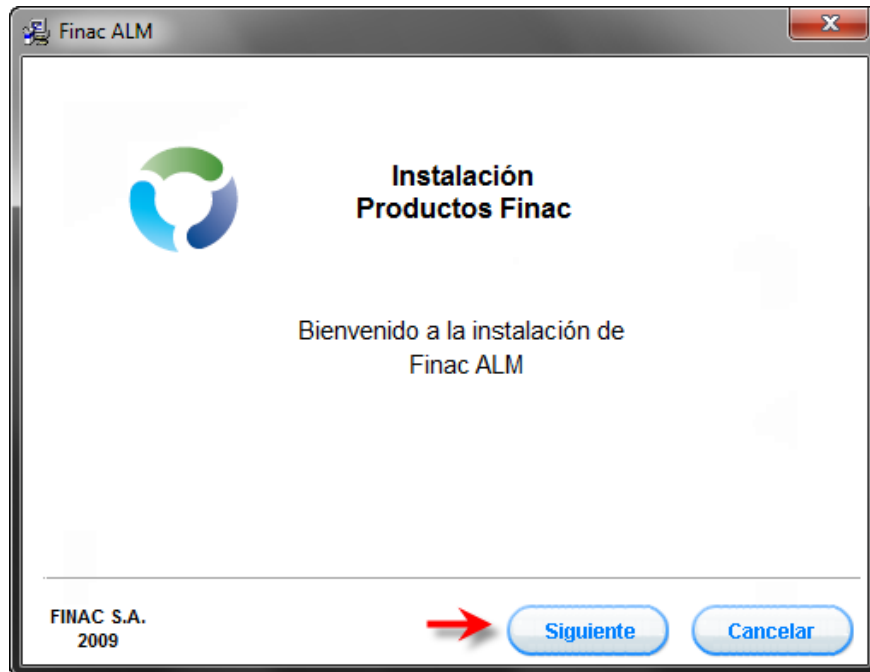 Finac ALM
Instalación
Productos Finac
Bienvenido a la instalación de
Finac ALM
FINAC S.A.
2009
Siguiente
Cancelar